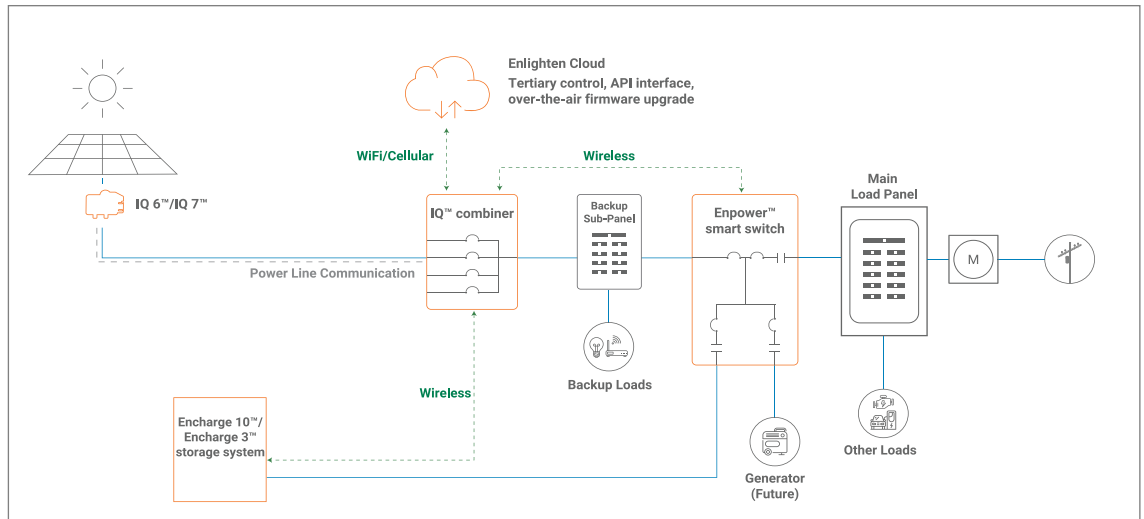 Enlighten Cloud
Tertiary control, API interface,
over-the-air firmware upgrade
WiFi/Cellular
Wireless
IQ 6™/IQ 7™
Power Line Communication
IQ™ combiner
Backup
Sub-Panel
Enpower™
smart switch
Main
Load Panel
M
Backup Loads
Wireless
Encharge 10™/
Encharge 3™
storage system
Generator
(Future)
Other Loads